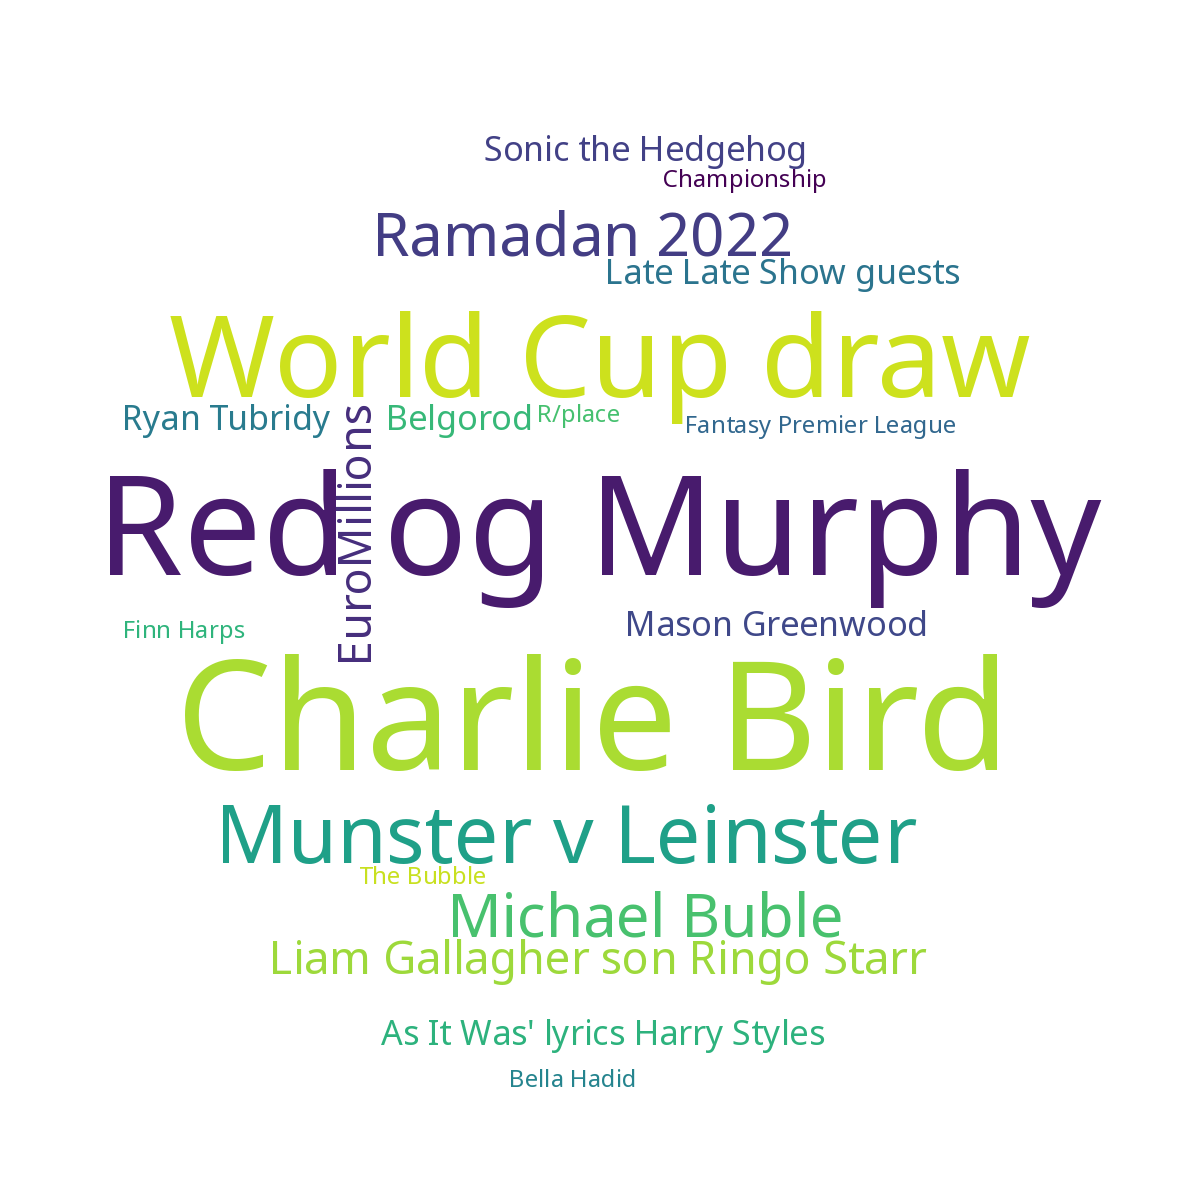 Sonic the Hedgehog
Championship
Ramadan 2022
Late Late Show guests
World Cup draw
Ryan Tubridy
EuroMillions
Belgorod
R/place
Fantasy Premier League
Red og Murphy
Finn Harps
Mason Greenwood
Charlie Bird
Munster v Leinster
The Bubble
Michael Buble
Liam Gallagher son Ringo Starr
As It Was' lyrics Harry Styles
Bella Hadid